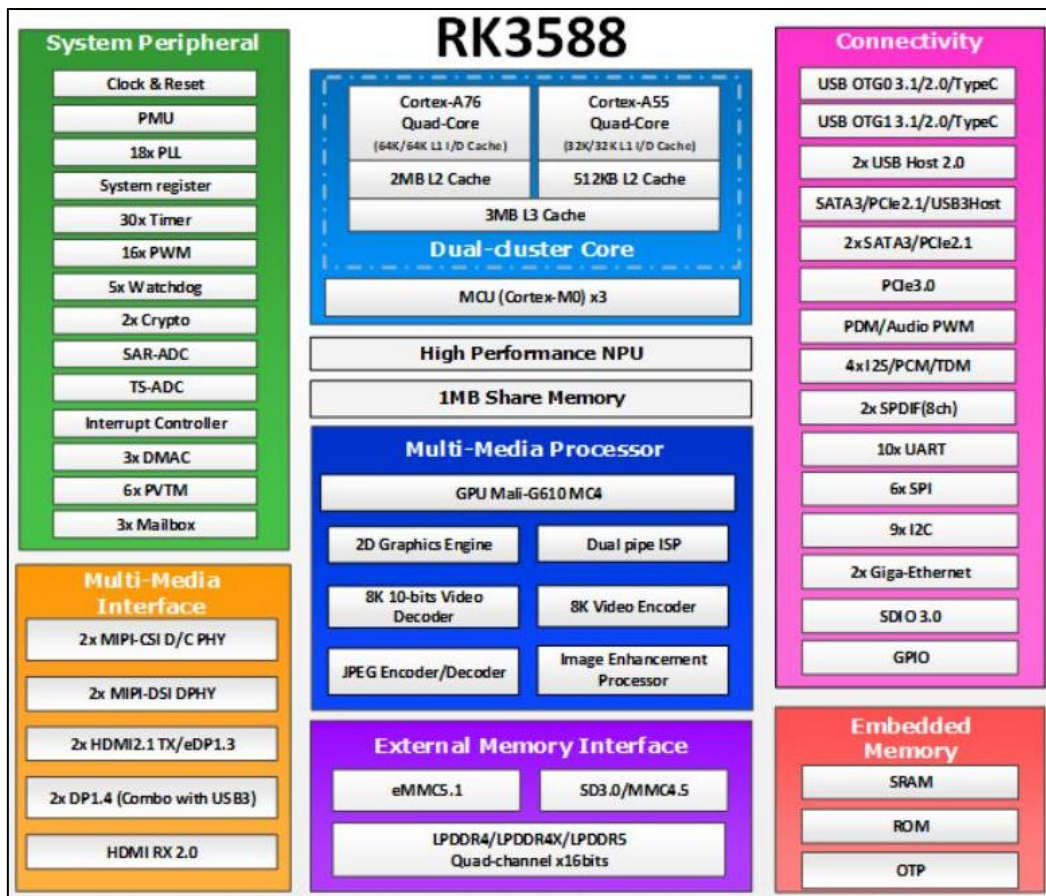 RK3588
System Peripheral
Clock & Reset
PMU
18x PLL
System register
30x Timer
16x PWM
5x Watchdog
2x Crypto
SAR-ADC
TS-ADC
Interrupt Controller
3x DMAC
6x PVTM
3x Mailbox
Multi-Media
Interface
2x MIPI-CSI D/C PHY
2x MIPI-DSI DPHY
2x HDMI2.1 TX/eDP1.3
2x DP1.4 (Combo with USB3)
HDMI RX 2.0
Cortex-A76
Quad-Core
(64K/64K L1 I/D Cache)
2MB L2 Cache
Cortex-A55
Quad-Core
(32K/32K L1 I/D Cache)
512KB L2 Cache
3MB L3 Cache
Dual-cluster Core
MCU (Cortex-M0) x3
High Performance NPU
1MB Share Memory
Multi-Media Processor
GPU Mali-G610 MC4
2D Graphics Engine
Dual pipe ISP
8K 10-bits Video
Decoder
8K Video Encoder
JPEG Encoder/Decoder
Image Enhancement
Processor
External Memory Interface
eMMC5.1
SD3.0/MMC4.5
LPDDR4/LPDDR4X/LPDDR5
Quad-channel x16bits
Connectivity
USB OTG0 3.1/2.0/TypeC
USB OTG1 3.1/2.0/TypeC
2x USB Host 2.0
SATA3/PCIe2.1/USB3Host
2x SATA3/PCIe2.1
PCIe3.0
PDM/Audio PWM
4x I2S/PCM/TDM
2x SPDIF(8ch)
10x UART
6x SPI
9x I2C
2x Giga-Ethernet
SDIO 3.0
GPIO
Embedded
Memory
SRAM
ROM
OTP